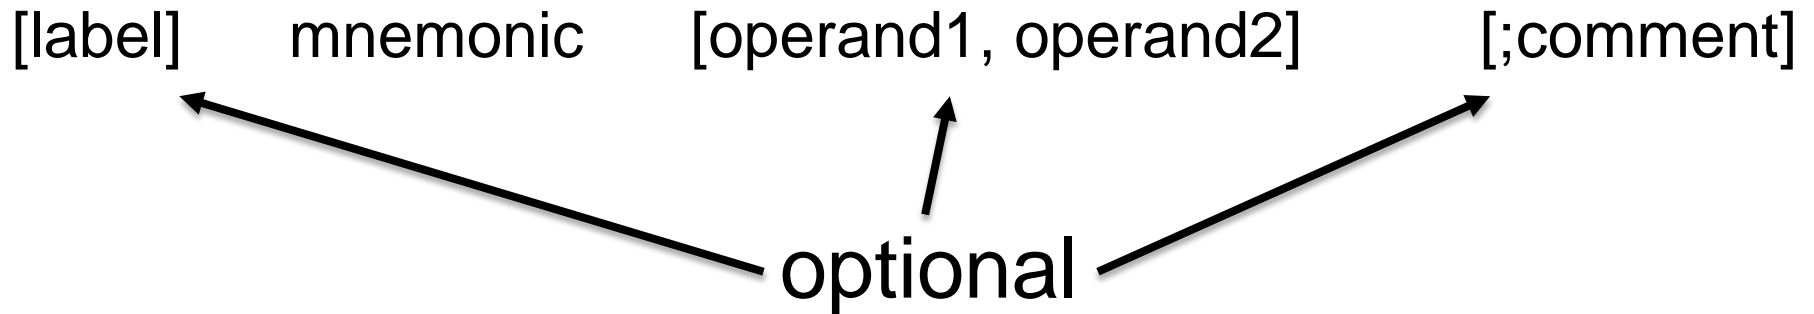 [label] mnemonic [operand1, operand2] [;comment]
optional